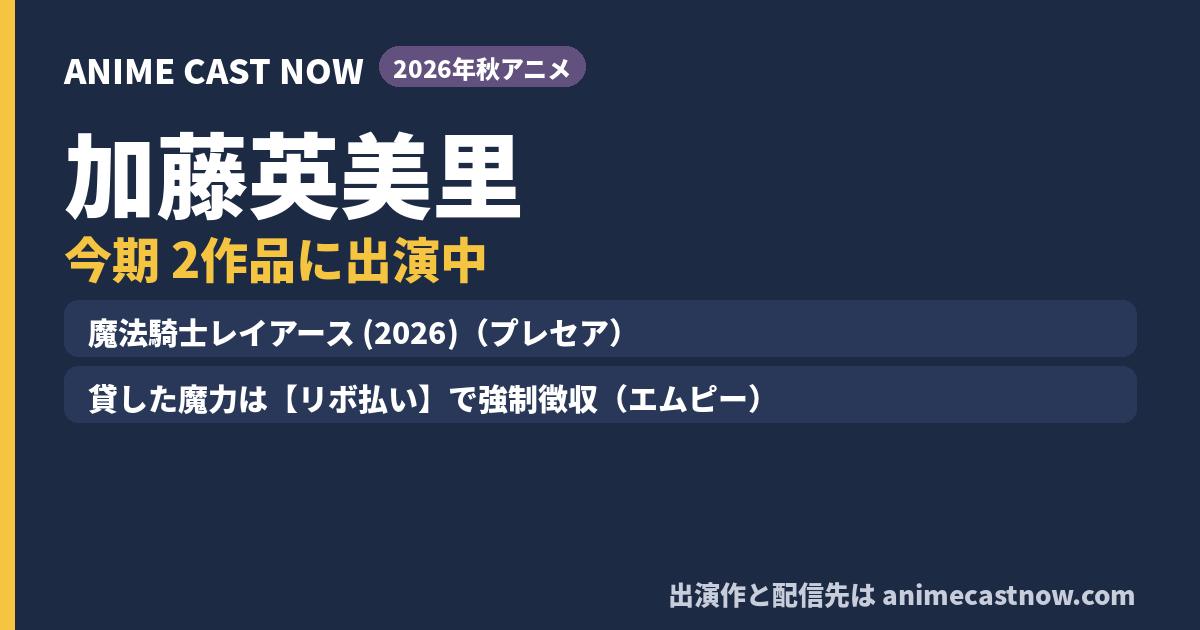 ANIME CAST NOW 2026年秋アニメ
加藤英美里
今期 2作品に出演中
魔法騎士レイアース (2026)（プレセア）
貸した魔力は【リボ払い】で強制徴収（エムピー）
出演作と配信先は animecastnow.com